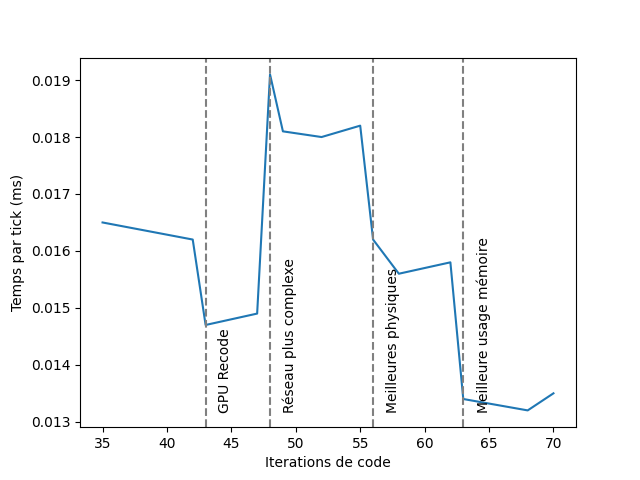 0.019
0.018
0.017
0.016
0.015
0.014
0.013
Temps par tick (ms)
GPU Recode
Réseau plus complexe
Meilleures physiques
Meilleure usage mémoire
35 40 45 50 55 60 65 70
Iterations de code